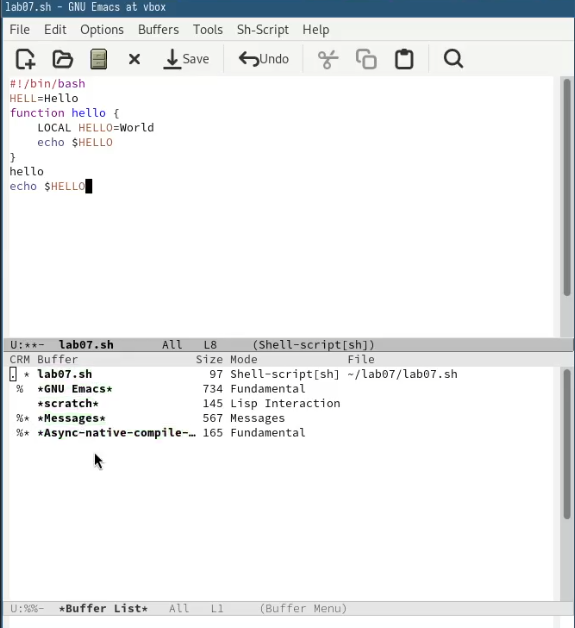 lab07.sh - GNU Emacs at vbox
File Edit Options Buffers Tools Sh-Script Help
Save Undo
#!/bin/bash
HELL=Hello
function hello {
    LOCAL HELLO=World
    echo $HELLO
}
hello
echo $HELLO
U:**-  lab07.sh       All   L8     (Shell-script[sh])
CRM Buffer                Size Mode             File
. * lab07.sh                97 Shell-script[sh] ~/lab07/lab07.sh
 %  *GNU Emacs*            734 Fundamental
    *scratch*              145 Lisp Interaction
 %* *Messages*             567 Messages
 %* *Async-native-compile-… 165 Fundamental
U:%%-  *Buffer List*   All   L1     (Buffer Menu)